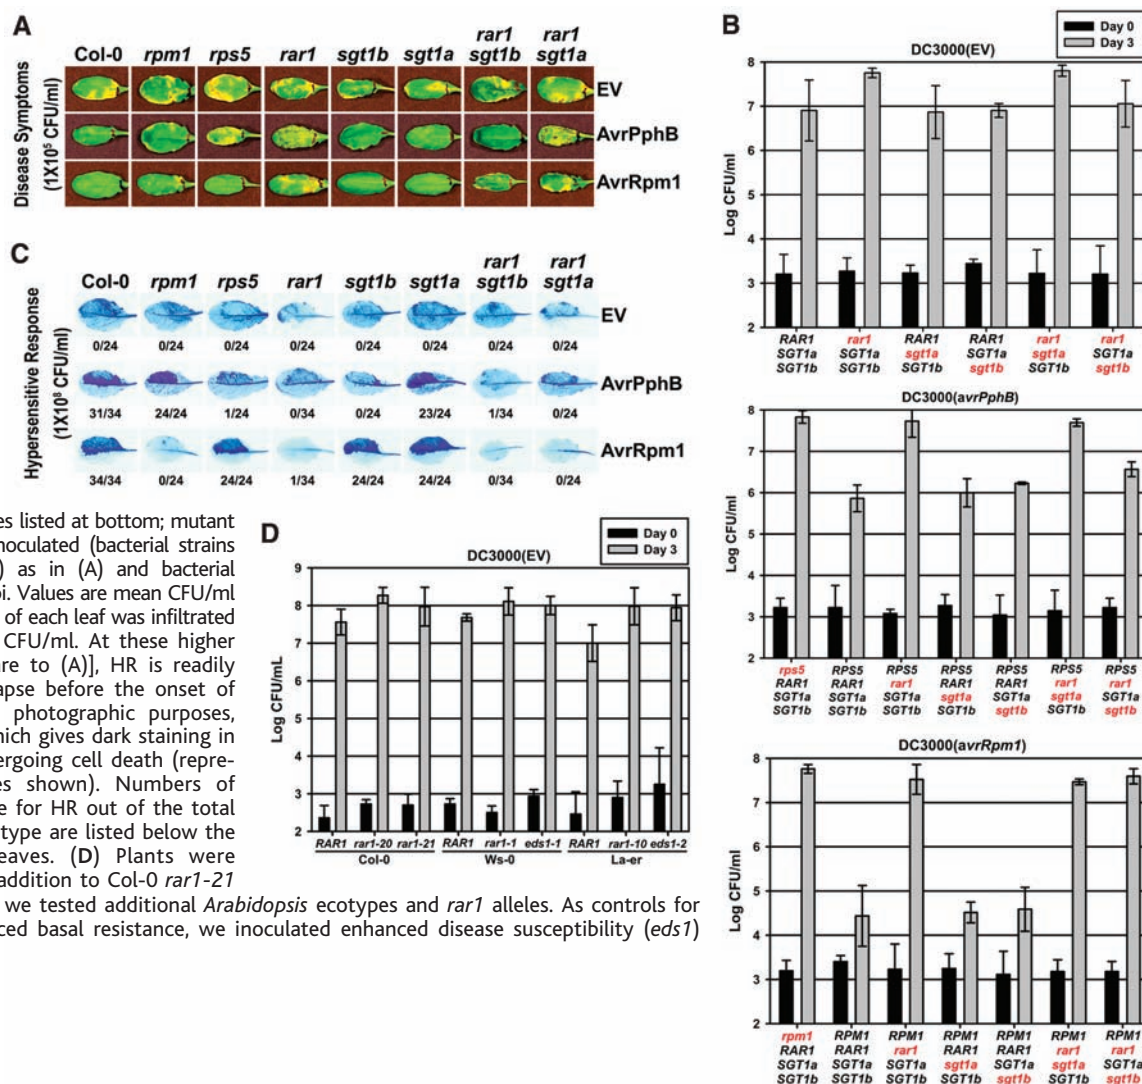 A
Col-0 rpm1 rps5 rar1 sgt1b sgt1a rar1 sgt1b rar1 sgt1a
Disease Symptoms
(1X10⁵ CFU/ml)
EV
AvrPphB
AvrRpm1
C
Col-0 rpm1 rps5 rar1 sgt1b sgt1a rar1 sgt1b rar1 sgt1a
Hypersensitive Response
(1X10⁸ CFU/ml)
EV
0/24 0/24 0/24 0/24 0/24 0/24 0/24 0/24
AvrPphB
31/34 24/24 1/24 0/34 0/24 23/24 1/34 0/24
AvrRpm1
34/34 0/24 24/24 1/34 24/24 24/24 0/34 0/24
es listed at bottom; mutant
noculated (bacterial strains
) as in (A) and bacterial
pi. Values are mean CFU/ml
of each leaf was infiltrated
CFU/ml. At these higher
are to (A)], HR is readily
lapse before the onset of
photographic purposes,
hich gives dark staining in
ergoing cell death (repre-
es shown). Numbers of
e for HR out of the total
type are listed below the
eaves. (D) Plants were
addition to Col-0 rar1-21
we tested additional Arabidopsis ecotypes and rar1 alleles. As controls for
ced basal resistance, we inoculated enhanced disease susceptibility (eds1)
D
Day 0
Day 3
DC3000(EV)
Log CFU/mL
9
8
7
6
5
4
3
2
RAR1 rar1-20 rar1-21 RAR1 rar1-1 eds1-1 RAR1 rar1-10 eds1-2
Col-0 Ws-0 La-er
B
Day 0
Day 3
DC3000(EV)
Log CFU/ml
8
7
6
5
4
3
2
RAR1 rar1 RAR1 RAR1 rar1 rar1
SGT1a SGT1a sgt1a SGT1a sgt1a SGT1a
SGT1b SGT1b SGT1b sgt1b SGT1b sgt1b
DC3000(avrPphB)
Log CFU/ml
8
7
6
5
4
3
2
rps5 RPS5 RPS5 RPS5 RPS5 RPS5 RPS5
RAR1 RAR1 rar1 RAR1 RAR1 rar1 rar1
SGT1a SGT1a SGT1a sgt1a SGT1a sgt1a SGT1a
SGT1b SGT1b SGT1b SGT1b sgt1b SGT1b sgt1b
DC3000(avrRpm1)
Log CFU/ml
8
7
6
5
4
3
2
rpm1 RPM1 RPM1 RPM1 RPM1 RPM1 RPM1
RAR1 RAR1 rar1 RAR1 RAR1 rar1 rar1
SGT1a SGT1a SGT1a sgt1a SGT1a sgt1a SGT1a
SGT1b SGT1b SGT1b SGT1b sgt1b SGT1b sgt1b